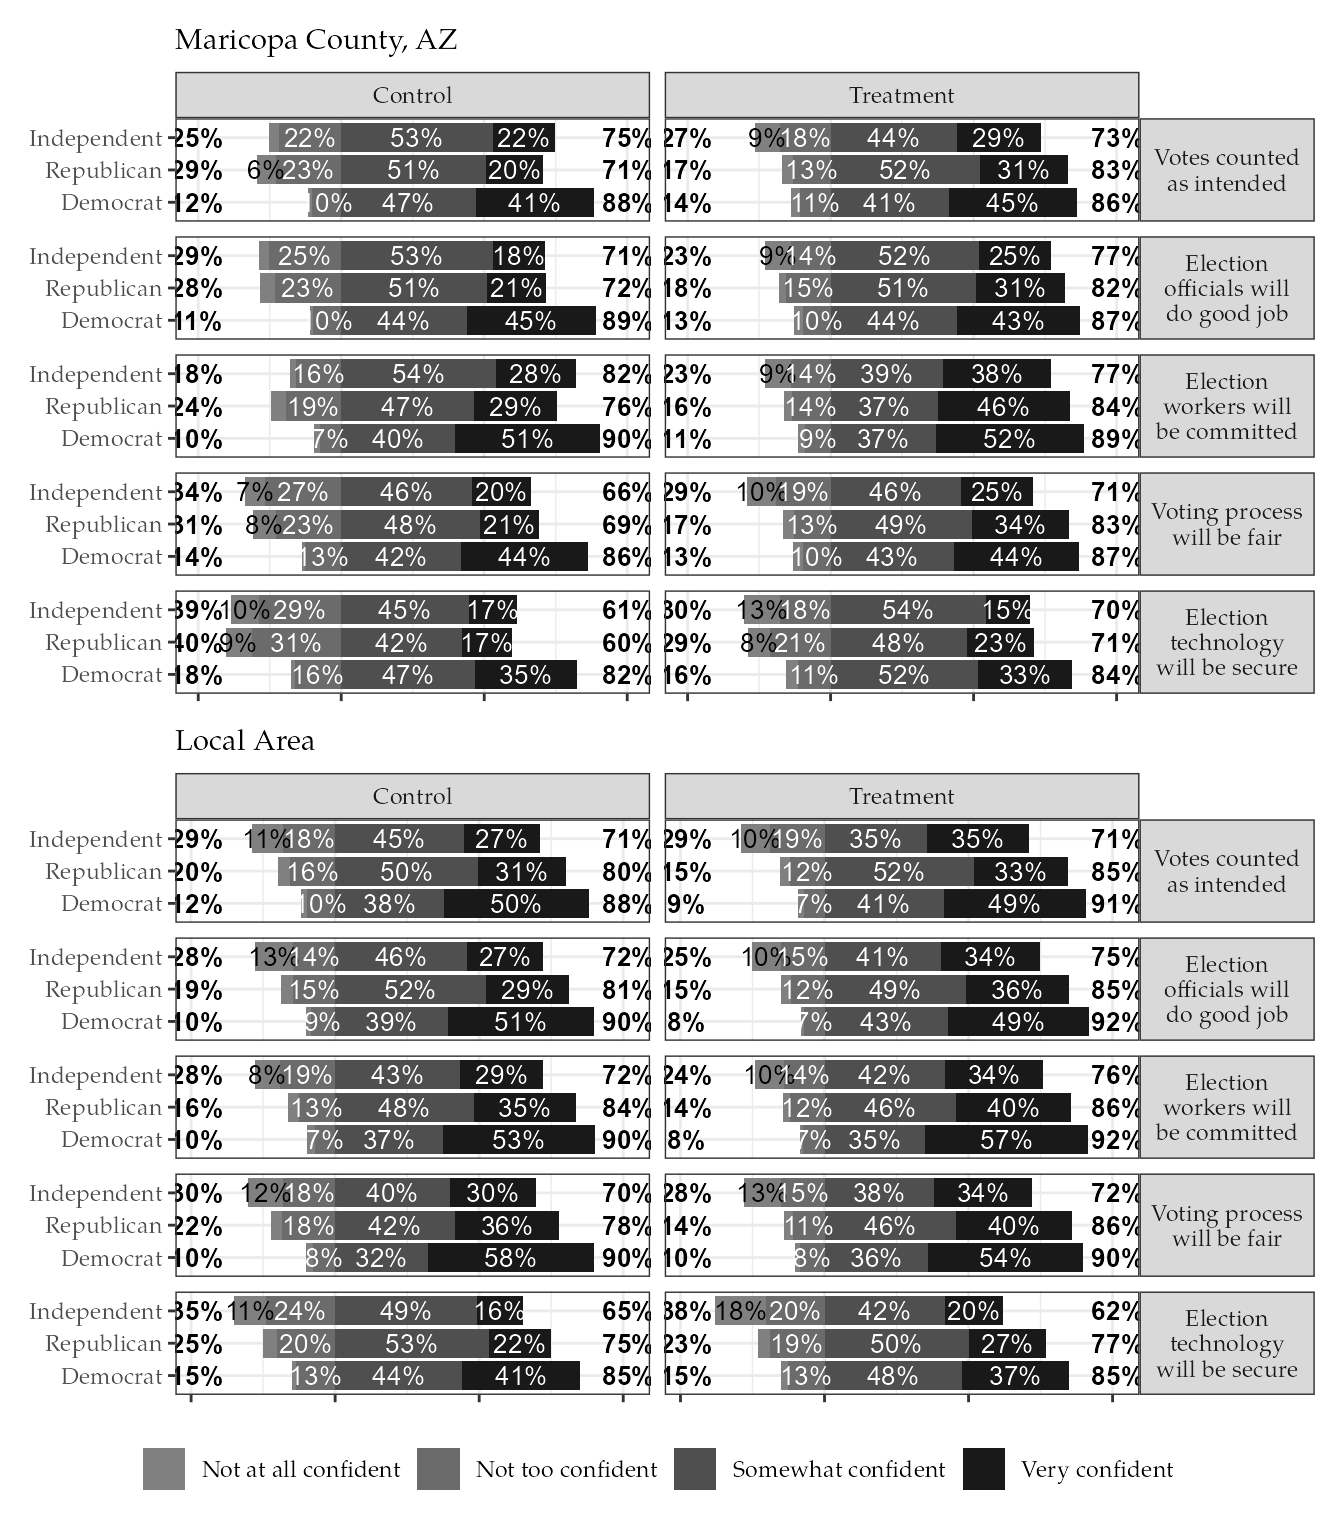 Maricopa County, AZ
Control Treatment
Independent 25% 22% 53% 22% 75% 27% 9% 18% 44% 29% 73%
Republican 29% 6% 23% 51% 20% 71% 17% 13% 52% 31% 83%
Democrat 12% 10% 47% 41% 88% 14% 11% 41% 45% 86%
Votes counted
as intended
Independent 29% 25% 53% 18% 71% 23% 9% 14% 52% 25% 77%
Republican 28% 23% 51% 21% 72% 18% 15% 51% 31% 82%
Democrat 11% 10% 44% 45% 89% 13% 10% 44% 43% 87%
Election
officials will
do good job
Independent 18% 16% 54% 28% 82% 23% 9% 14% 39% 38% 77%
Republican 24% 19% 47% 29% 76% 16% 14% 37% 46% 84%
Democrat 10% 7% 40% 51% 90% 11% 9% 37% 52% 89%
Election
workers will
be committed
Independent 34% 7% 27% 46% 20% 66% 29% 10% 19% 46% 25% 71%
Republican 31% 8% 23% 48% 21% 69% 17% 13% 49% 34% 83%
Democrat 14% 13% 42% 44% 86% 13% 10% 43% 44% 87%
Voting process
will be fair
Independent 39% 10% 29% 45% 17% 61% 30% 13% 18% 54% 15% 70%
Republican 40% 9% 31% 42% 17% 60% 29% 8% 21% 48% 23% 71%
Democrat 18% 16% 47% 35% 82% 16% 11% 52% 33% 84%
Election
technology
will be secure
Local Area
Control Treatment
Independent 29% 11% 18% 45% 27% 71% 29% 10% 19% 35% 35% 71%
Republican 20% 16% 50% 31% 80% 15% 12% 52% 33% 85%
Democrat 12% 10% 38% 50% 88% 9% 7% 41% 49% 91%
Votes counted
as intended
Independent 28% 13% 14% 46% 27% 72% 25% 10% 15% 41% 34% 75%
Republican 19% 15% 52% 29% 81% 15% 12% 49% 36% 85%
Democrat 10% 9% 39% 51% 90% 8% 7% 43% 49% 92%
Election
officials will
do good job
Independent 28% 8% 19% 43% 29% 72% 24% 10% 14% 42% 34% 76%
Republican 16% 13% 48% 35% 84% 14% 12% 46% 40% 86%
Democrat 10% 7% 37% 53% 90% 8% 7% 35% 57% 92%
Election
workers will
be committed
Independent 30% 12% 18% 40% 30% 70% 28% 13% 15% 38% 34% 72%
Republican 22% 18% 42% 36% 78% 14% 11% 46% 40% 86%
Democrat 10% 8% 32% 58% 90% 10% 8% 36% 54% 90%
Voting process
will be fair
Independent 35% 11% 24% 49% 16% 65% 38% 18% 20% 42% 20% 62%
Republican 25% 20% 53% 22% 75% 23% 19% 50% 27% 77%
Democrat 15% 13% 44% 41% 85% 15% 13% 48% 37% 85%
Election
technology
will be secure
Not at all confident Not too confident Somewhat confident Very confident